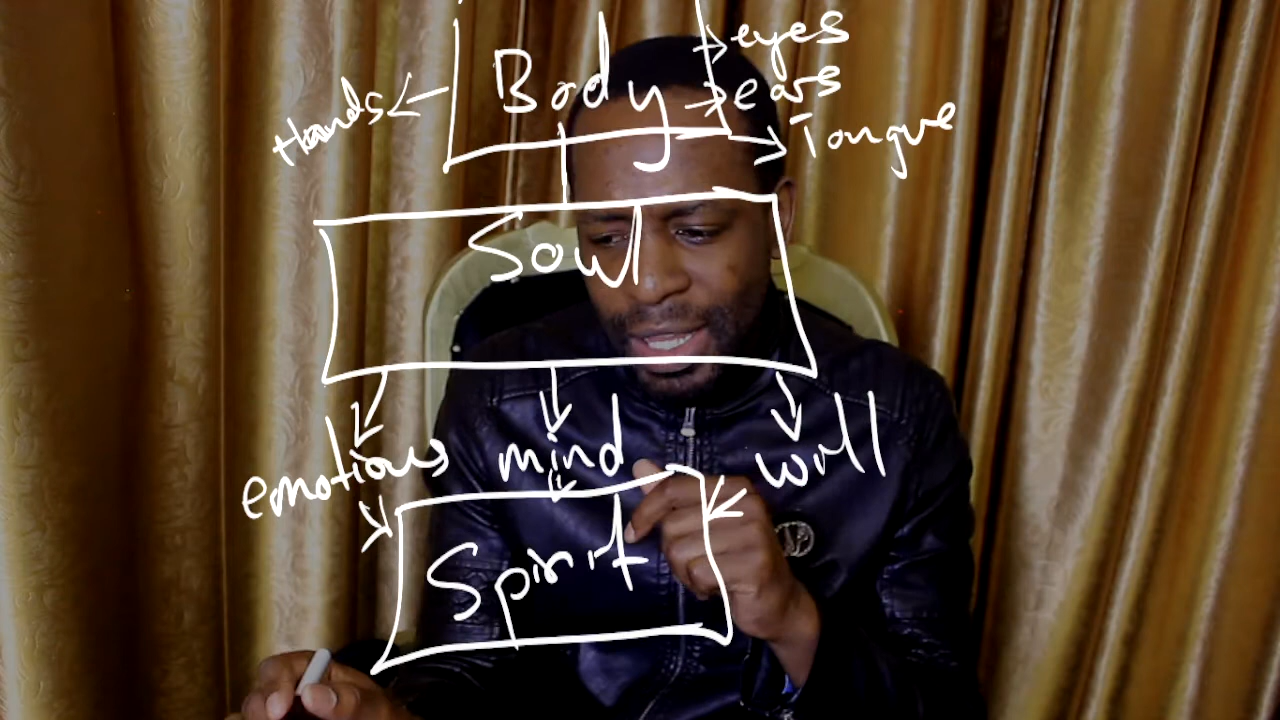 eyes
Body
Hands
ears
Tongue
Soul
emotions
mind
will
Spirit